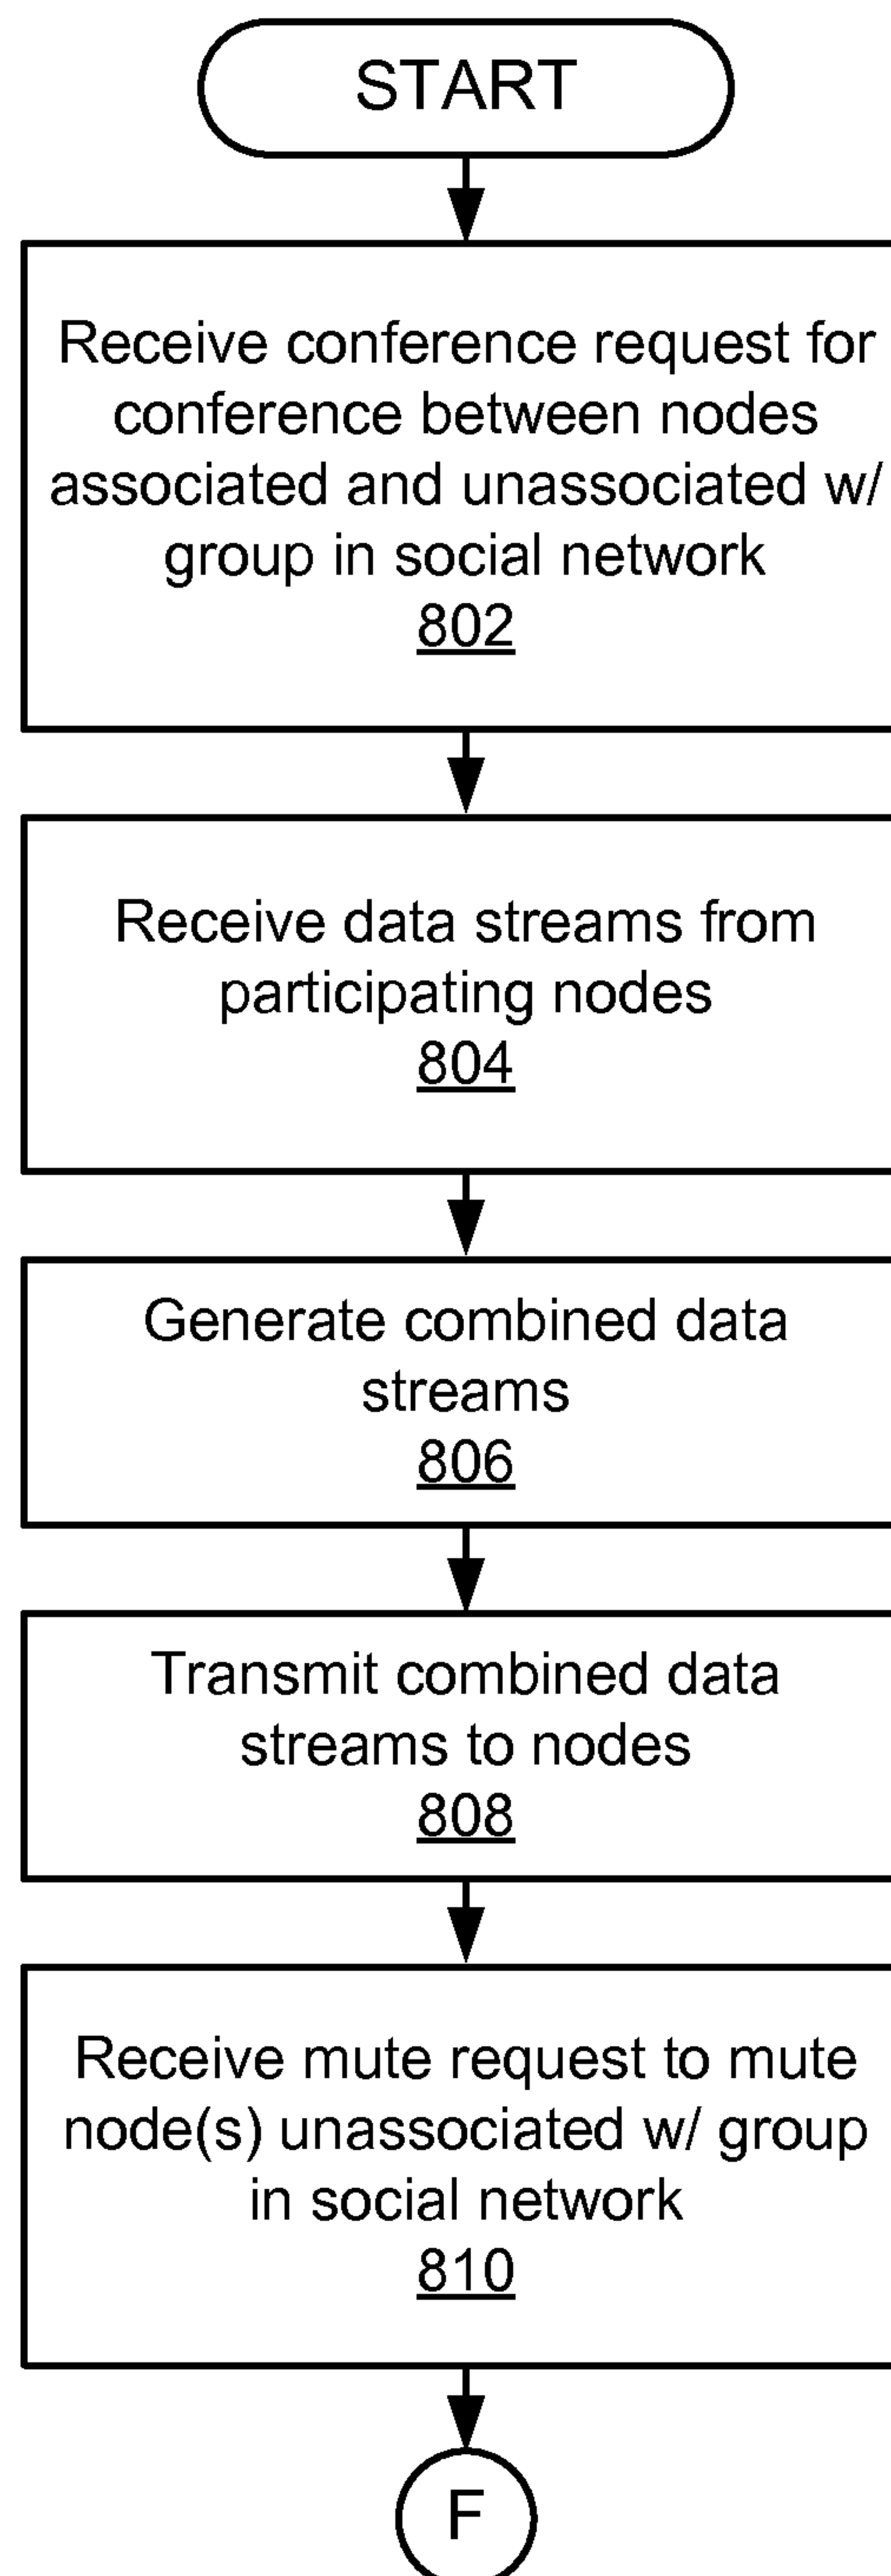 START
Receive conference request for
conference between nodes
associated and unassociated w/
group in social network
802
Receive data streams from
participating nodes
804
Generate combined data
streams
806
Transmit combined data
streams to nodes
808
Receive mute request to mute
node(s) unassociated w/ group
in social network
810
F